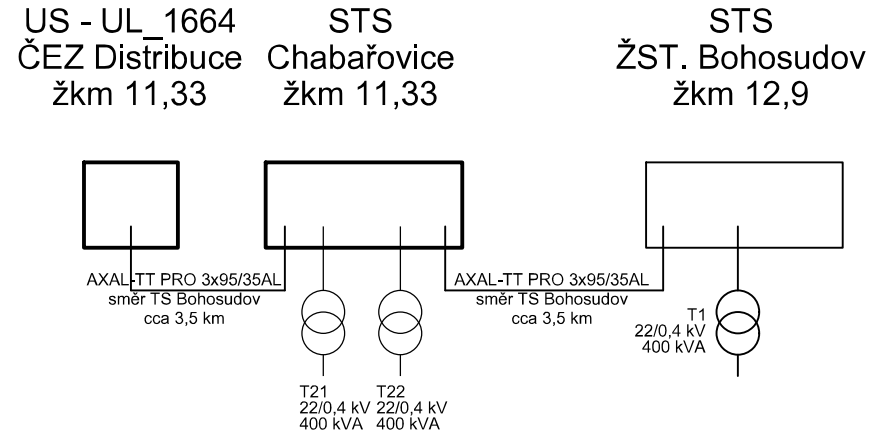 US - UL_1664
ČEZ Distribuce
žkm 11,33
STS
Chabařovice
žkm 11,33
STS
ŽST. Bohosudov
žkm 12,9
AXAL-TT PRO 3x95/35AL
směr TS Bohosudov
cca 3,5 km
AXAL-TT PRO 3x95/35AL
směr TS Bohosudov
cca 3,5 km
T1
22/0,4 kV
400 kVA
T21
22/0,4 kV
400 kVA
T22
22/0,4 kV
400 kVA